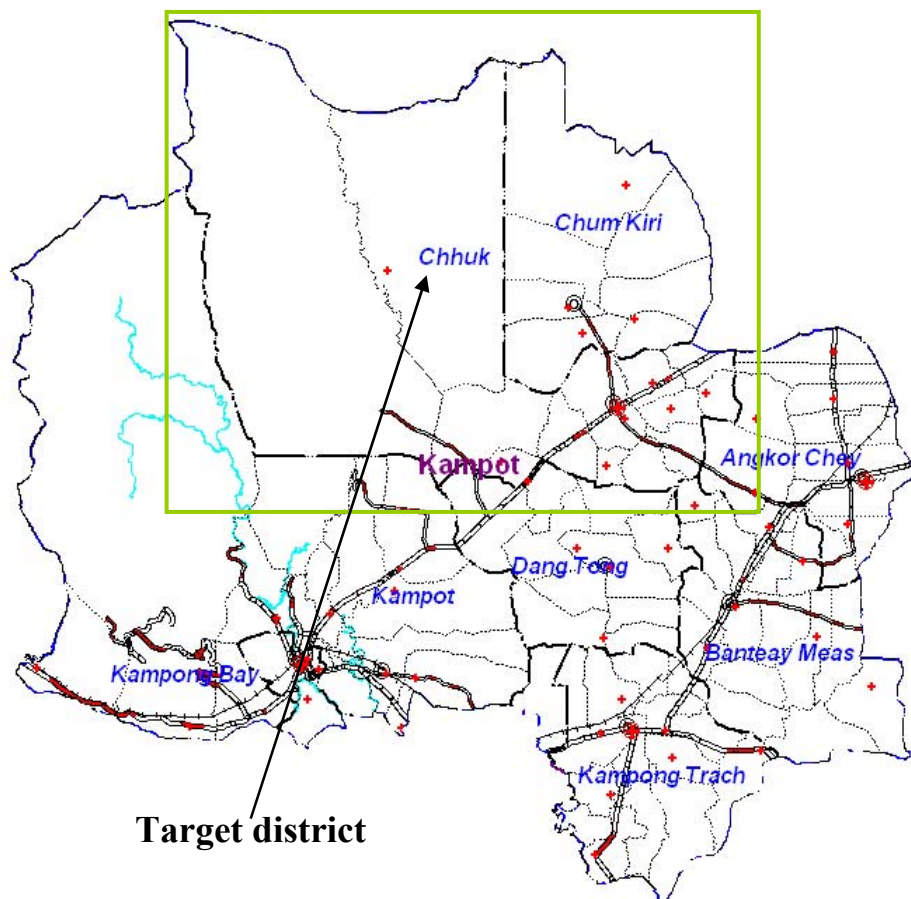 Chum Kiri
Chhuk
Kampot
Angkor Chey
Dang Tong
Kampot
Banteay Meas
Kampong Bay
Kampong Trach
Target district